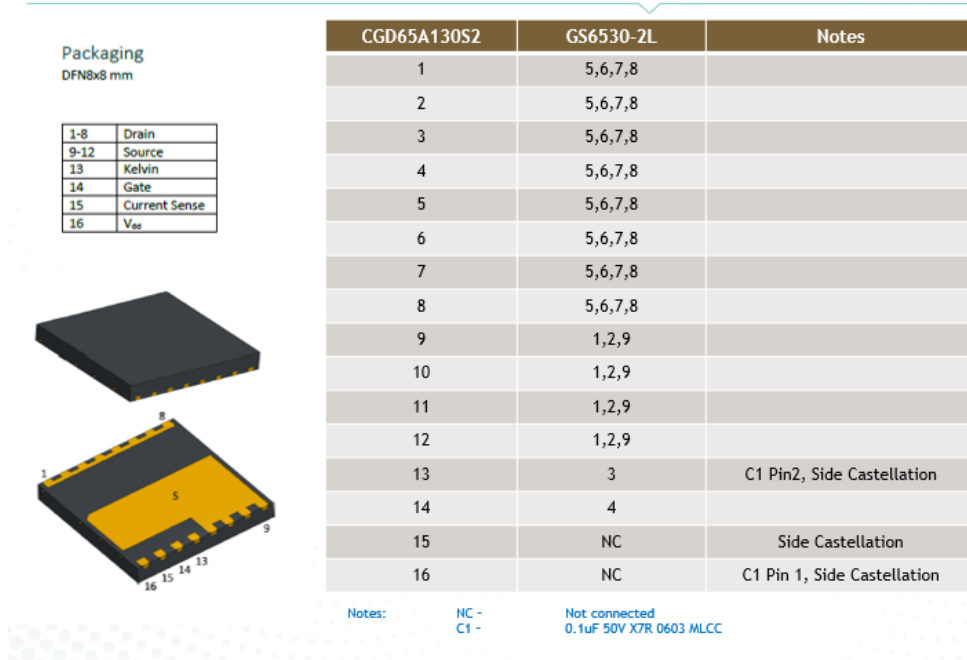 Packaging
DFN8x8 mm
1-8 Drain
9-12 Source
13 Kelvin
14 Gate
15 Current Sense
16 Vdd
8
1
S
9
13
14
15
16
CGD65A130S2 GS6530-2L Notes
1 5,6,7,8
2 5,6,7,8
3 5,6,7,8
4 5,6,7,8
5 5,6,7,8
6 5,6,7,8
7 5,6,7,8
8 5,6,7,8
9 1,2,9
10 1,2,9
11 1,2,9
12 1,2,9
13 3 C1 Pin2, Side Castellation
14 4
15 NC Side Castellation
16 NC C1 Pin 1, Side Castellation
Notes: NC - Not connected
C1 - 0.1uF 50V X7R 0603 MLCC